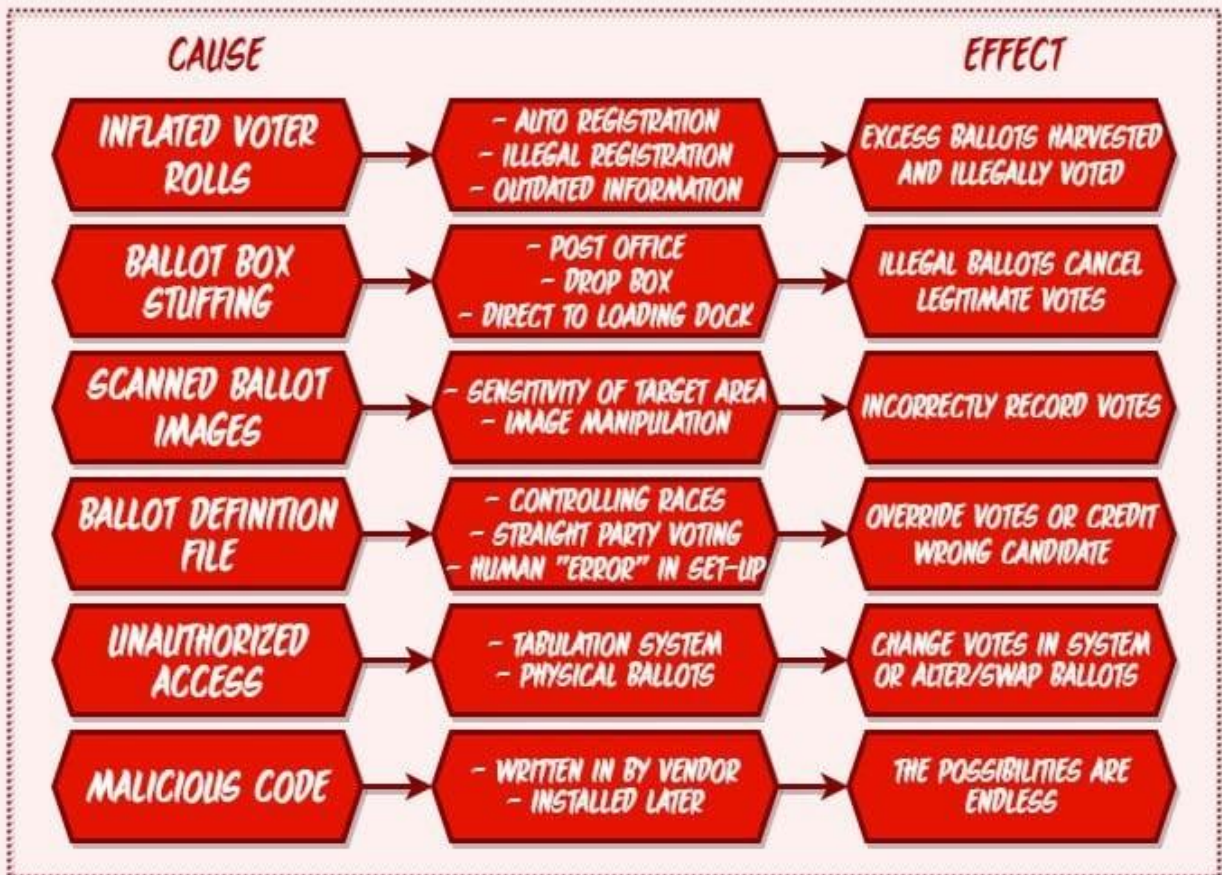 CAUSE
EFFECT
INFLATED VOTER
ROLLS
- AUTO REGISTRATION
- ILLEGAL REGISTRATION
- OUTDATED INFORMATION
EXCESS BALLOTS HARVESTED
AND ILLEGALLY VOTED
BALLOT BOX
STUFFING
- POST OFFICE
- DROP BOX
- DIRECT TO LOADING DOCK
ILLEGAL BALLOTS CANCEL
LEGITIMATE VOTES
SCANNED BALLOT
IMAGES
- SENSITIVITY OF TARGET AREA
- IMAGE MANIPULATION
INCORRECTLY RECORD VOTES
BALLOT DEFINITION
FILE
- CONTROLLING RACES
- STRAIGHT PARTY VOTING
- HUMAN "ERROR" IN SET-UP
OVERRIDE VOTES OR CREDIT
WRONG CANDIDATE
UNAUTHORIZED
ACCESS
- TABULATION SYSTEM
- PHYSICAL BALLOTS
CHANGE VOTES IN SYSTEM
OR ALTER/SWAP BALLOTS
MALICIOUS CODE
- WRITTEN IN BY VENDOR
- INSTALLED LATER
THE POSSIBILITIES ARE
ENDLESS